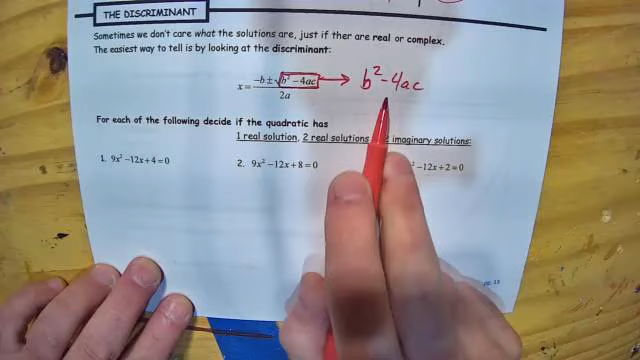 THE DISCRIMINANT
Sometimes we don't care what the solutions are, just if ther are real or complex.
The easiest way to tell is by looking at the discriminant:
x = (-b ± √(b² - 4ac)) / 2a → b² - 4ac
For each of the following decide if the quadratic has
1 real solution, 2 real solutions 2 imaginary solutions:
1. 9x² - 12x + 4 = 0 2. 9x² - 12x + 8 = 0 ² - 12x + 2 = 0